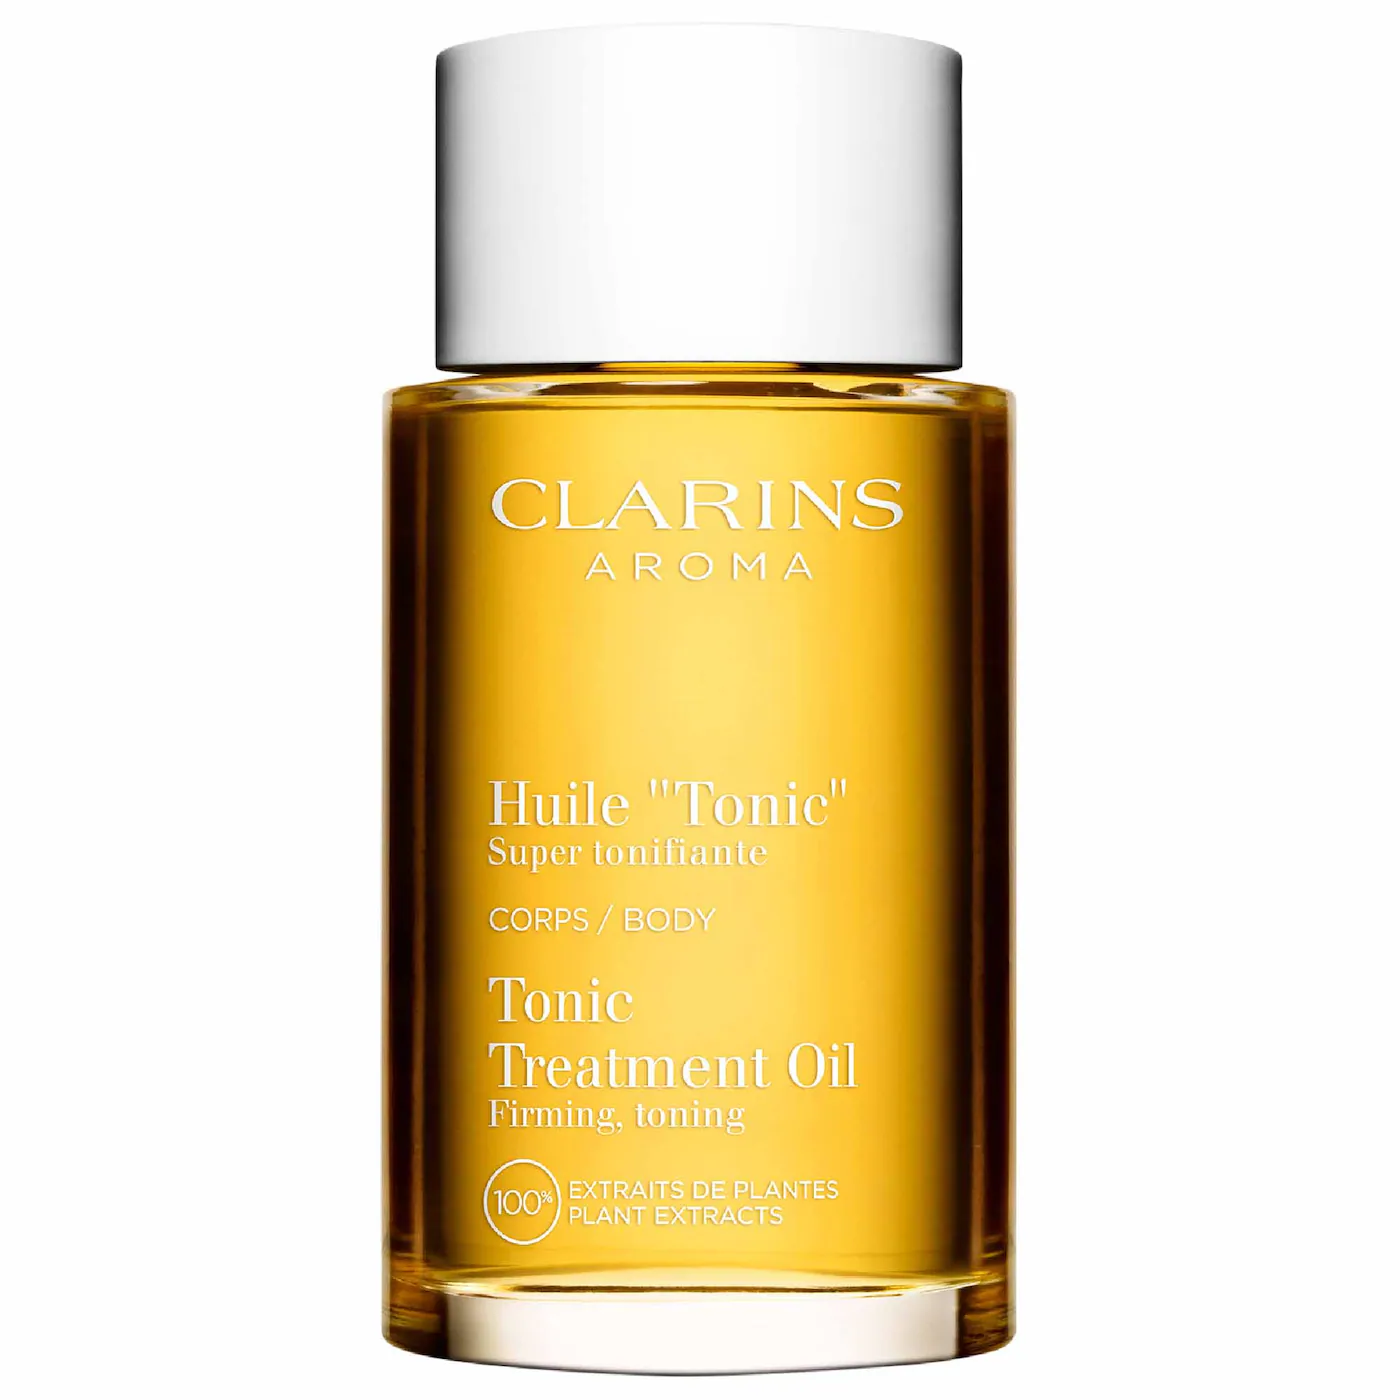 CLARINS
AROMA
Huile "Tonic"
Super tonifiante
CORPS / BODY
Tonic
Treatment Oil
Firming, toning
100%
EXTRAITS DE PLANTES
PLANT EXTRACTS